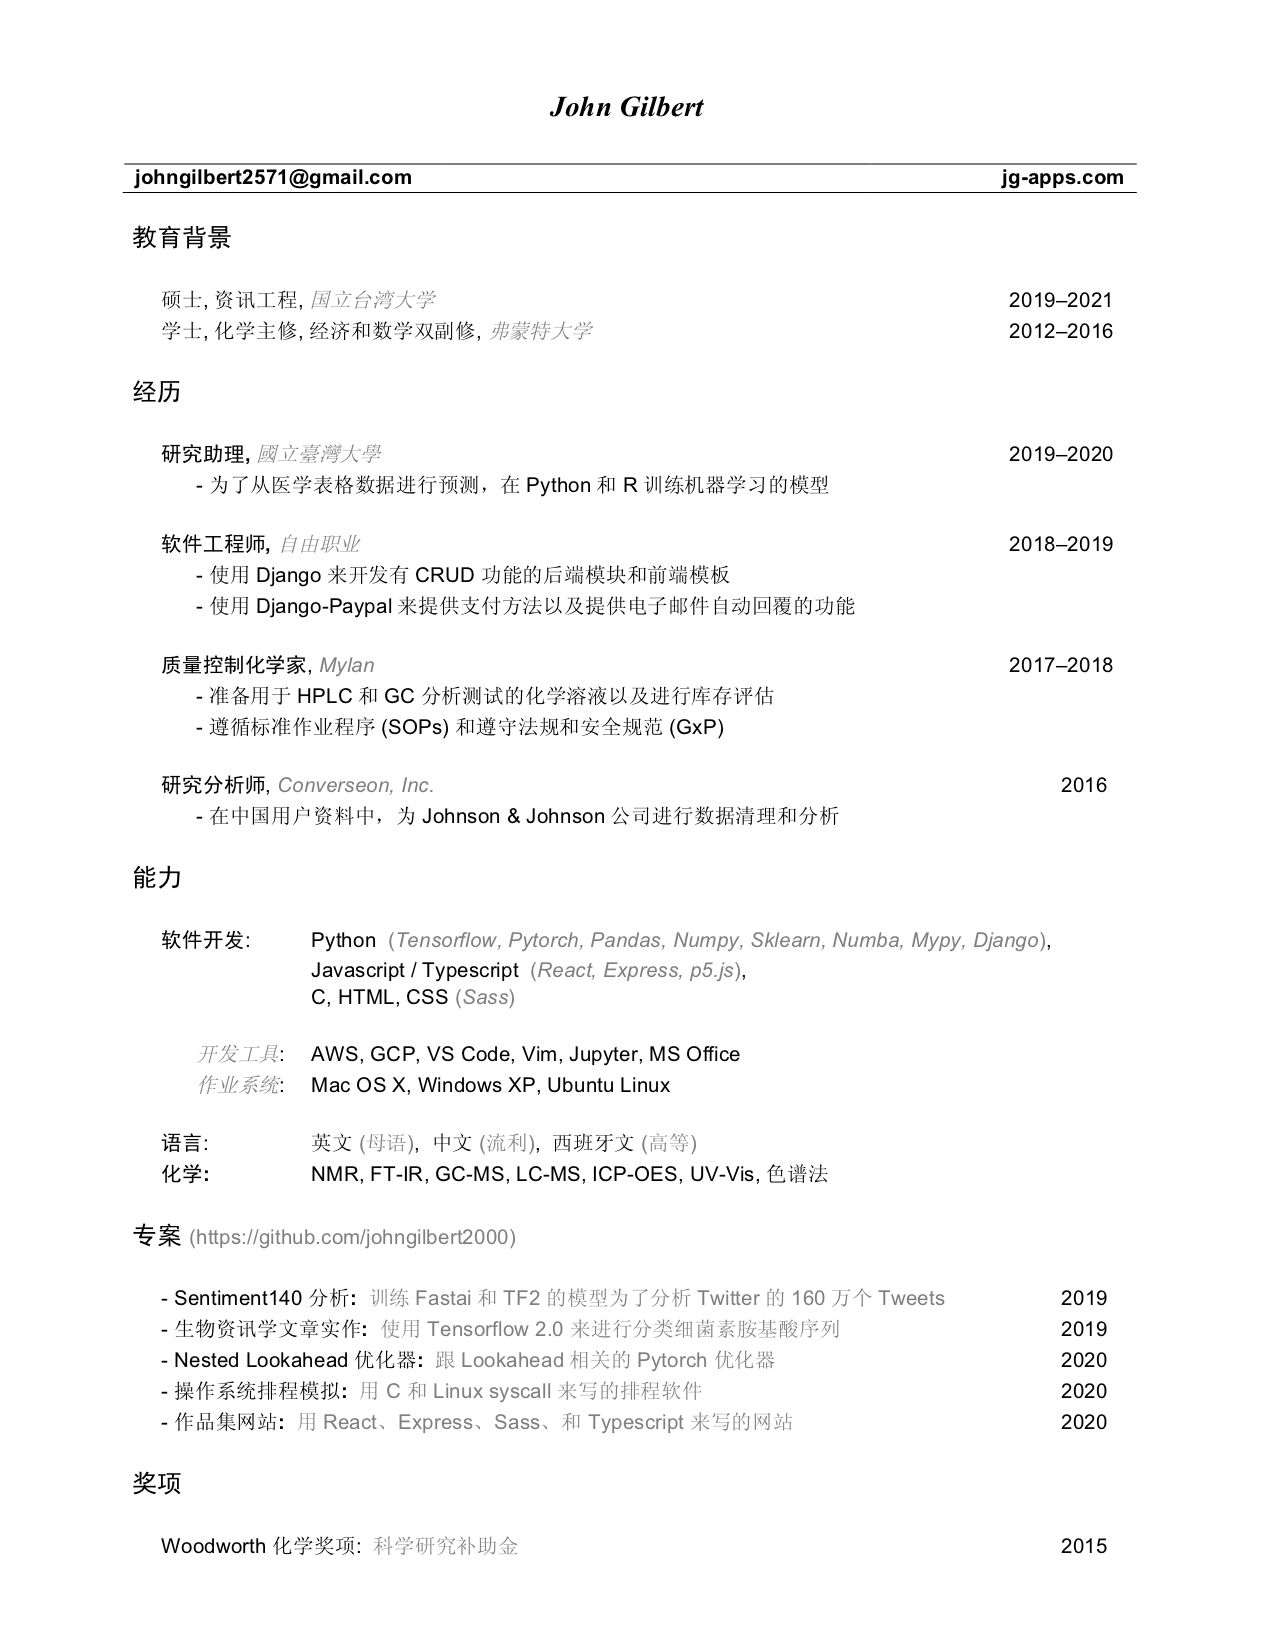 John Gilbert
johngilbert2571@gmail.com jg-apps.com
教育背景
硕士, 资讯工程, 国立台湾大学 2019–2021
学士, 化学主修, 经济和数学双副修, 弗蒙特大学 2012–2016
经历
研究助理, 國立臺灣大學 2019–2020
- 为了从医学表格数据进行预测，在 Python 和 R 训练机器学习的模型
软件工程师, 自由职业 2018–2019
- 使用 Django 来开发有 CRUD 功能的后端模块和前端模板
- 使用 Django-Paypal 来提供支付方法以及提供电子邮件自动回覆的功能
质量控制化学家, Mylan 2017–2018
- 准备用于 HPLC 和 GC 分析测试的化学溶液以及进行库存评估
- 遵循标准作业程序 (SOPs) 和遵守法规和安全规范 (GxP)
研究分析师, Converseon, Inc. 2016
- 在中国用户资料中，为 Johnson & Johnson 公司进行数据清理和分析
能力
软件开发: Python (Tensorflow, Pytorch, Pandas, Numpy, Sklearn, Numba, Mypy, Django),
Javascript / Typescript (React, Express, p5.js),
C, HTML, CSS (Sass)
开发工具: AWS, GCP, VS Code, Vim, Jupyter, MS Office
作业系统: Mac OS X, Windows XP, Ubuntu Linux
语言: 英文 (母语), 中文 (流利), 西班牙文 (高等)
化学: NMR, FT-IR, GC-MS, LC-MS, ICP-OES, UV-Vis, 色谱法
专案 (https://github.com/johngilbert2000)
- Sentiment140 分析: 训练 Fastai 和 TF2 的模型为了分析 Twitter 的 160 万个 Tweets 2019
- 生物资讯学文章实作: 使用 Tensorflow 2.0 来进行分类细菌素胺基酸序列 2019
- Nested Lookahead 优化器: 跟 Lookahead 相关的 Pytorch 优化器 2020
- 操作系统排程模拟: 用 C 和 Linux syscall 来写的排程软件 2020
- 作品集网站: 用 React、Express、Sass、和 Typescript 来写的网站 2020
奖项
Woodworth 化学奖项: 科学研究补助金 2015